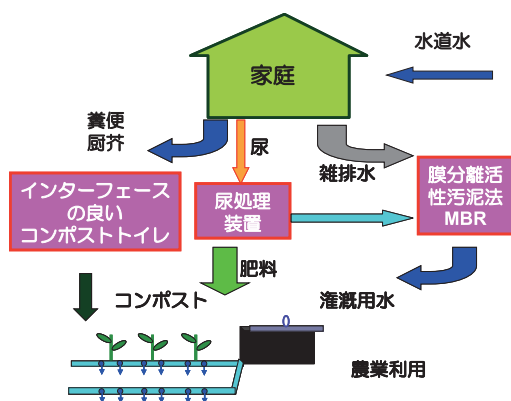 水道水
家庭
糞便
厨芥
尿
雑排水
インターフェース
の良い
コンポストトイレ
尿処理
装置
膜分離活
性汚泥法
MBR
肥料
コンポスト
潅漑用水
農業利用